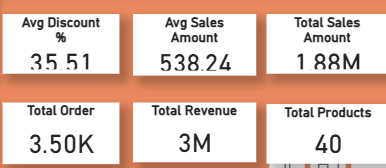 Avg Discount
%
35.51
Avg Sales
Amount
538.24
Total Sales
Amount
1.88M
Total Order
3.50K
Total Revenue
3M
Total Products
40